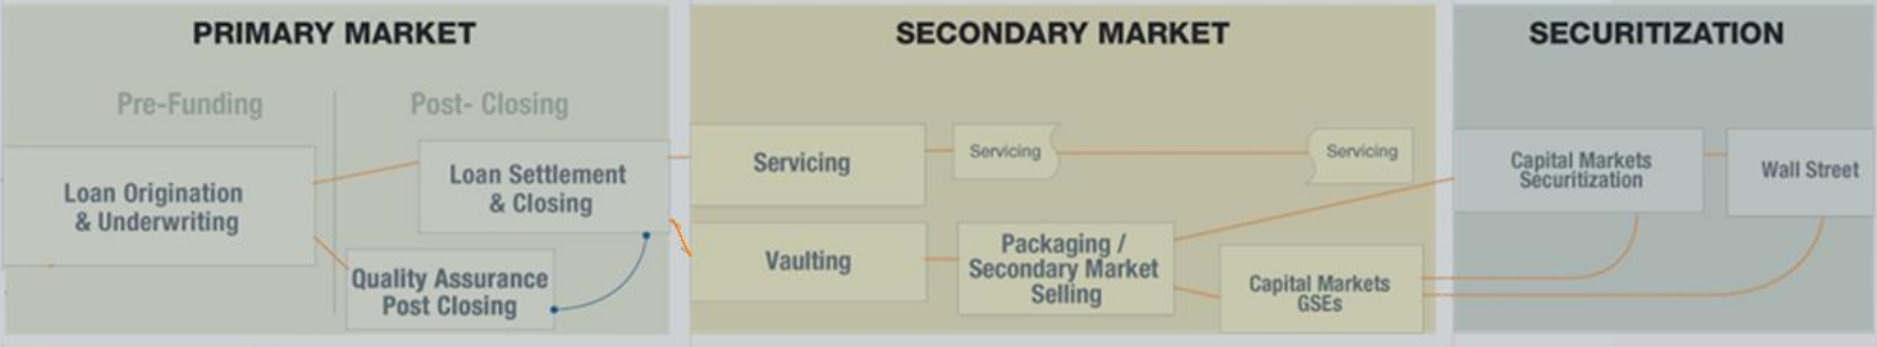 PRIMARY MARKET
Pre-Funding
Post- Closing
Loan Origination
& Underwriting
Loan Settlement
& Closing
Quality Assurance
Post Closing
SECONDARY MARKET
Servicing
Servicing
Servicing
Vaulting
Packaging /
Secondary Market
Selling
Capital Markets
GSEs
SECURITIZATION
Capital Markets
Securitization
Wall Street